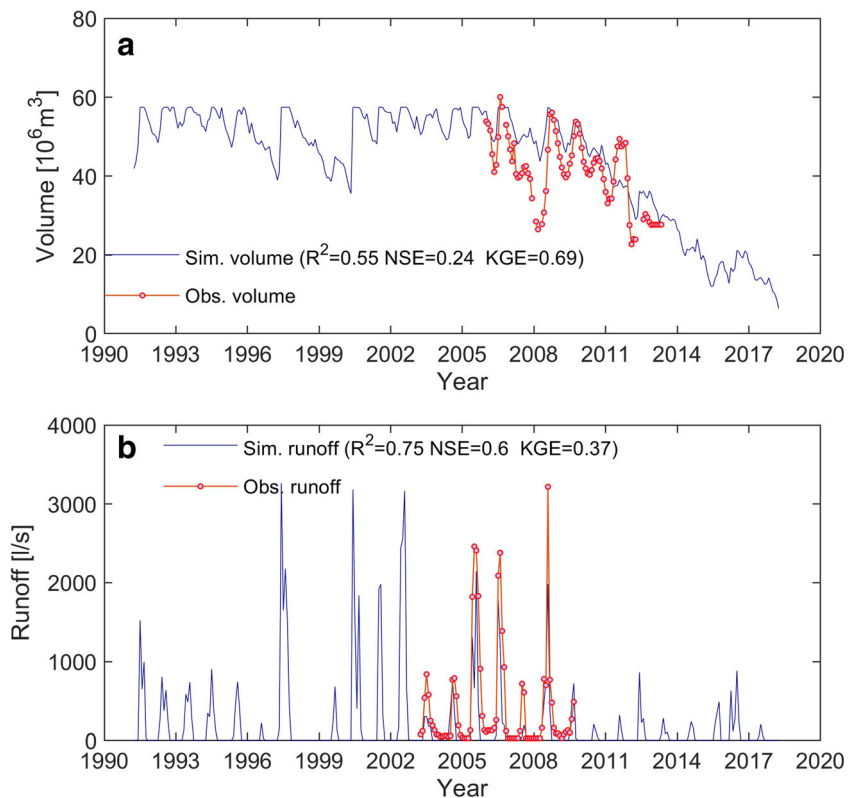 a
80
60
40
20
0
Volume [10⁶m³]
Sim. volume (R²=0.55 NSE=0.24 KGE=0.69)
Obs. volume
1990 1993 1996 1999 2002 2005 2008 2011 2014 2017 2020
Year
b
4000
3000
2000
1000
0
Runoff [l/s]
Sim. runoff (R²=0.75 NSE=0.6 KGE=0.37)
Obs. runoff
1990 1993 1996 1999 2002 2005 2008 2011 2014 2017 2020
Year